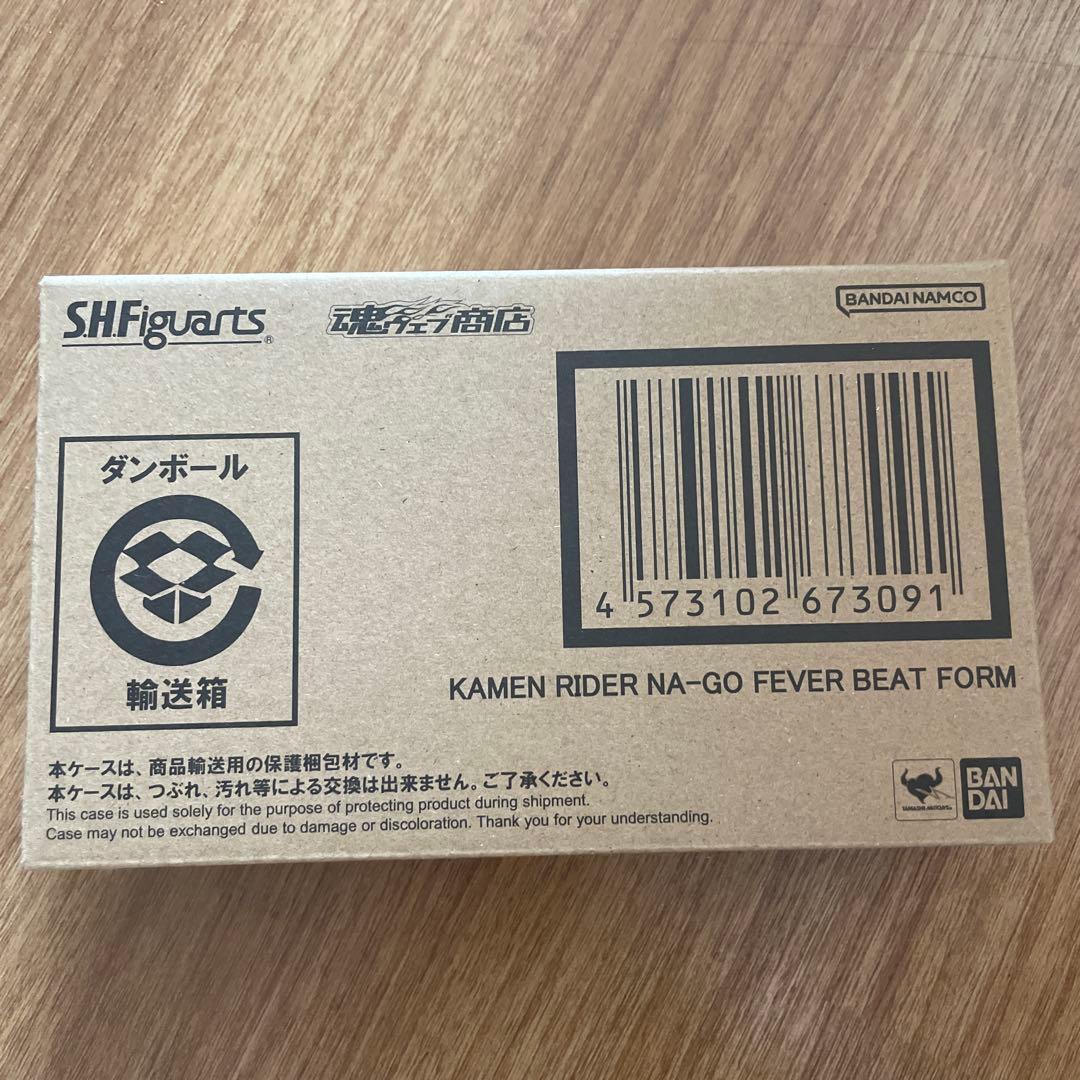 S.H.Figuarts®
魂ウェブ商店
BANDAI NAMCO
ダンボール
輸送箱
4 573102 673091
KAMEN RIDER NA-GO FEVER BEAT FORM
本ケースは、商品輸送用の保護梱包材です。
本ケースは、つぶれ、汚れ等による交換は出来ません。ご了承ください。
This case is used solely for the purpose of protecting product during shipment.
Case may not be exchanged due to damage or discoloration. Thank you for your understanding.
TAMASHII NATIONS
BAN
DAI